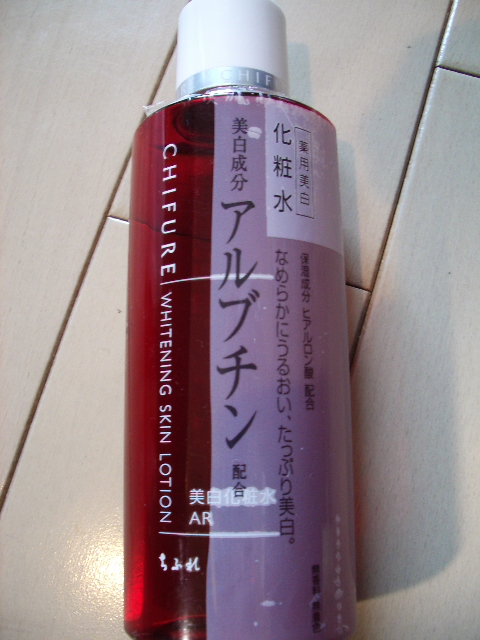 CHIF
薬用美白
化粧水
美白成分
アルブチン
配合
保湿成分 ヒアルロン酸 配合
なめらかにうるおい、たっぷり美白。
CHIFURE WHITENING SKIN LOTION
美白化粧水
AR
ちふれ